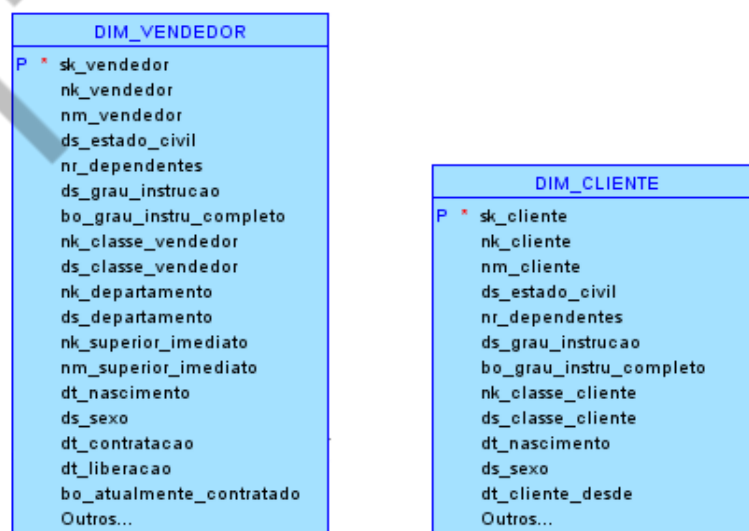 DIM_VENDEDOR
P * sk_vendedor
nk_vendedor
nm_vendedor
ds_estado_civil
nr_dependentes
ds_grau_instrucao
bo_grau_instru_completo
nk_classe_vendedor
ds_classe_vendedor
nk_departamento
ds_departamento
nk_superior_imediato
nm_superior_imediato
dt_nascimento
ds_sexo
dt_contratacao
dt_liberacao
bo_atualmente_contratado
Outros...
DIM_CLIENTE
P * sk_cliente
nk_cliente
nm_cliente
ds_estado_civil
nr_dependentes
ds_grau_instrucao
bo_grau_instru_completo
nk_classe_cliente
ds_classe_cliente
dt_nascimento
ds_sexo
dt_cliente_desde
Outros...